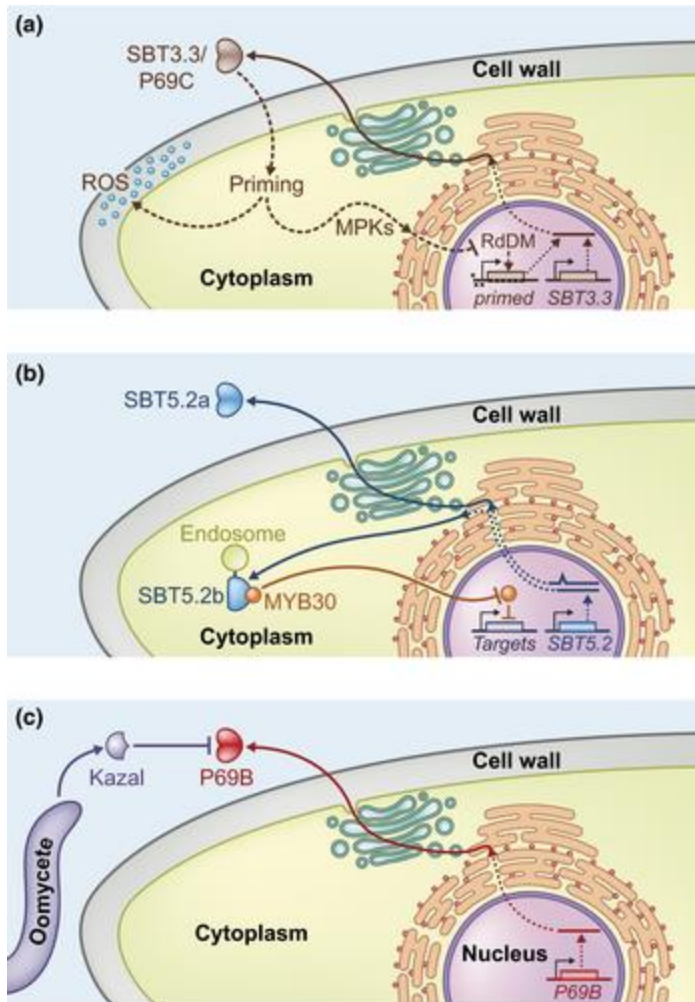 (a)
SBT3.3/
P69C
Cell wall
ROS
Priming
MPKs
RdDM
Cytoplasm
primed
SBT3.3
(b)
SBT5.2a
Cell wall
Endosome
SBT5.2b
MYB30
Cytoplasm
Targets
SBT5.2
(c)
Kazal
P69B
Cell wall
Oomycete
Cytoplasm
Nucleus
P69B